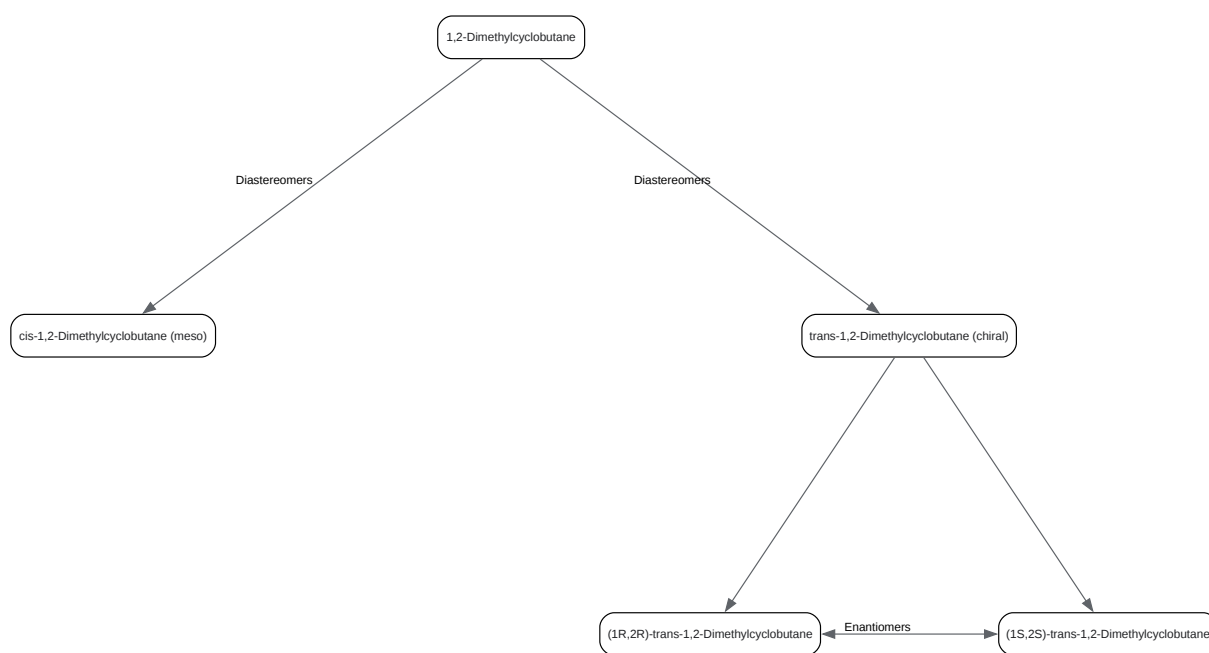 1,2-Dimethylcyclobutane
Diastereomers
Diastereomers
cis-1,2-Dimethylcyclobutane (meso)
trans-1,2-Dimethylcyclobutane (chiral)
(1R,2R)-trans-1,2-Dimethylcyclobutane
Enantiomers
(1S,2S)-trans-1,2-Dimethylcyclobutane